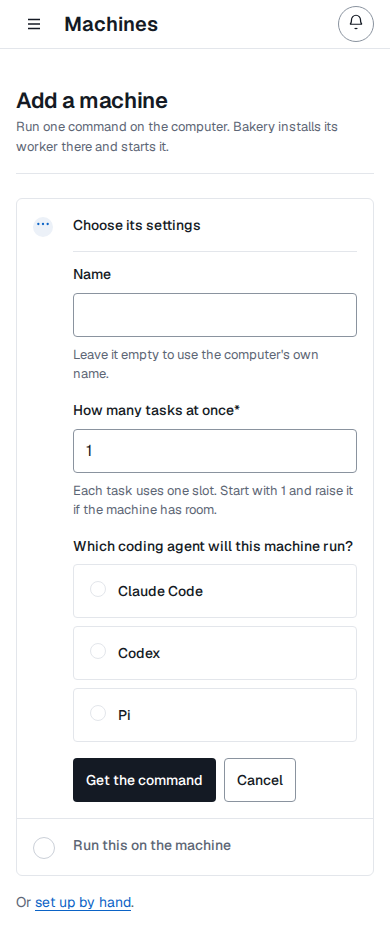 Machines
Add a machine
Run one command on the computer. Bakery installs its
worker there and starts it.
Choose its settings
Name
Leave it empty to use the computer's own
name.
How many tasks at once*
1
Each task uses one slot. Start with 1 and raise it
if the machine has room.
Which coding agent will this machine run?
Claude Code
Codex
Pi
Get the command
Cancel
Run this on the machine
Or set up by hand.